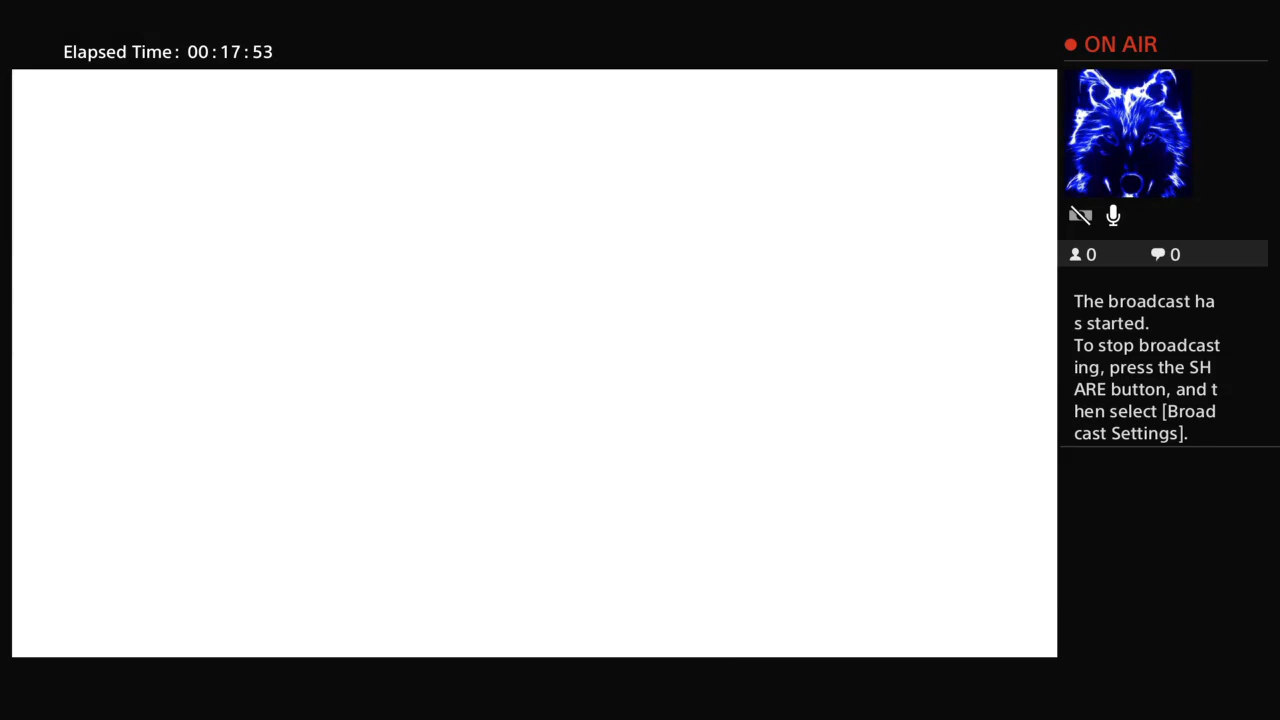 Elapsed Time: 00:17:53
ON AIR
0 0
The broadcast ha
s started.
To stop broadcast
ing, press the SH
ARE button, and t
hen select [Broad
cast Settings].